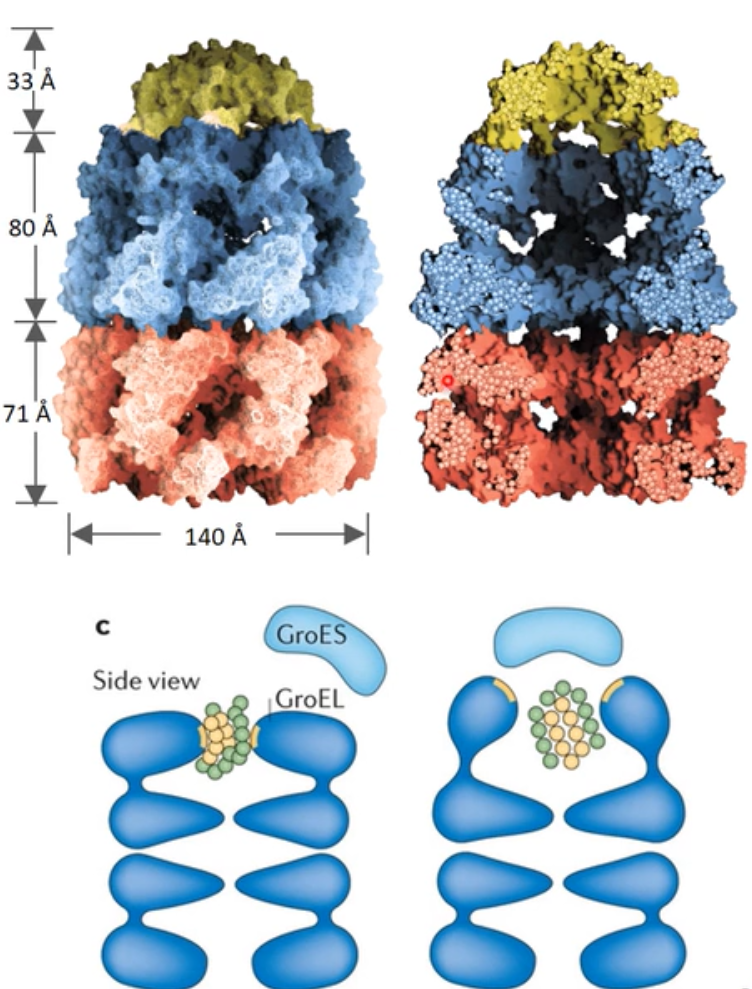 33 Å
80 Å
71 Å
140 Å
c
GroES
Side view
GroEL